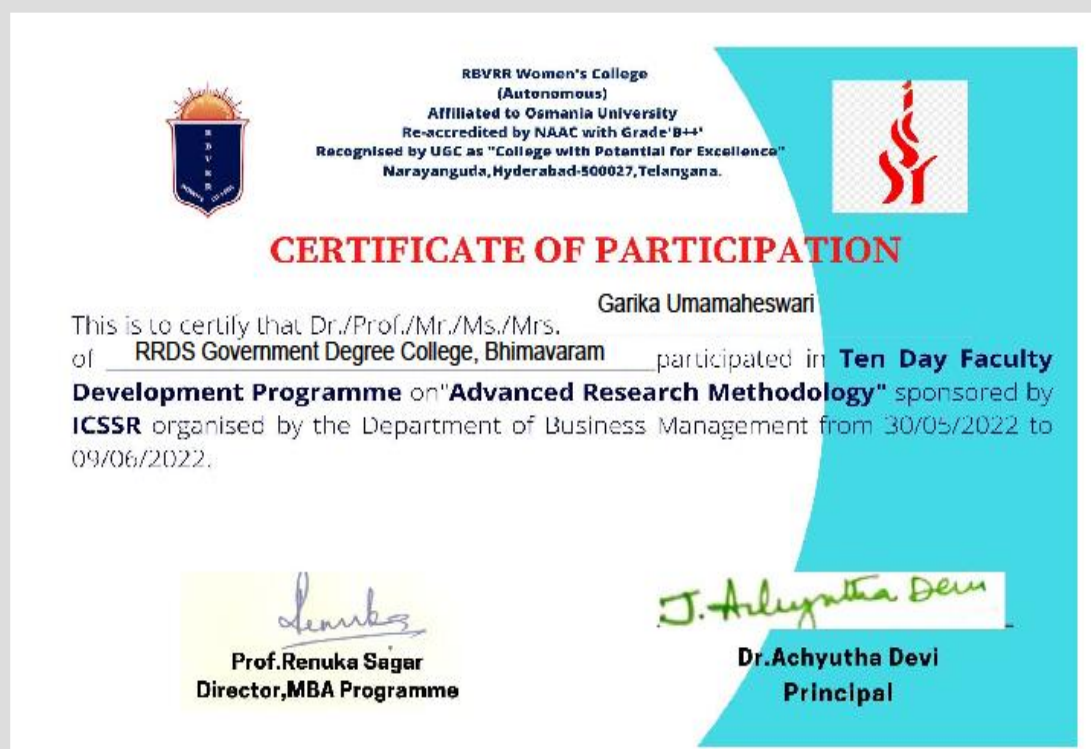 RBVRR Women's College
(Autonomous)
Affiliated to Osmania University
Re-accredited by NAAC with Grade'B++'
Recognised by UGC as "College with Potential for Excellence"
Narayanguda,Hyderabad-500027,Telangana.
RBVRR
WOMENS COLLEGE
CERTIFICATE OF PARTICIPATION
Garika Umamaheswari
This is to certify that Dr./Prof./Mr./Ms./Mrs.
of RRDS Government Degree College, Bhimavaram participated in Ten Day Faculty
Development Programme on"Advanced Research Methodology" sponsored by
ICSSR organised by the Department of Business Management from 30/05/2022 to
09/06/2022.
Renuka
J. Achyutha Devi
Prof.Renuka Sagar
Director,MBA Programme
Dr.Achyutha Devi
Principal